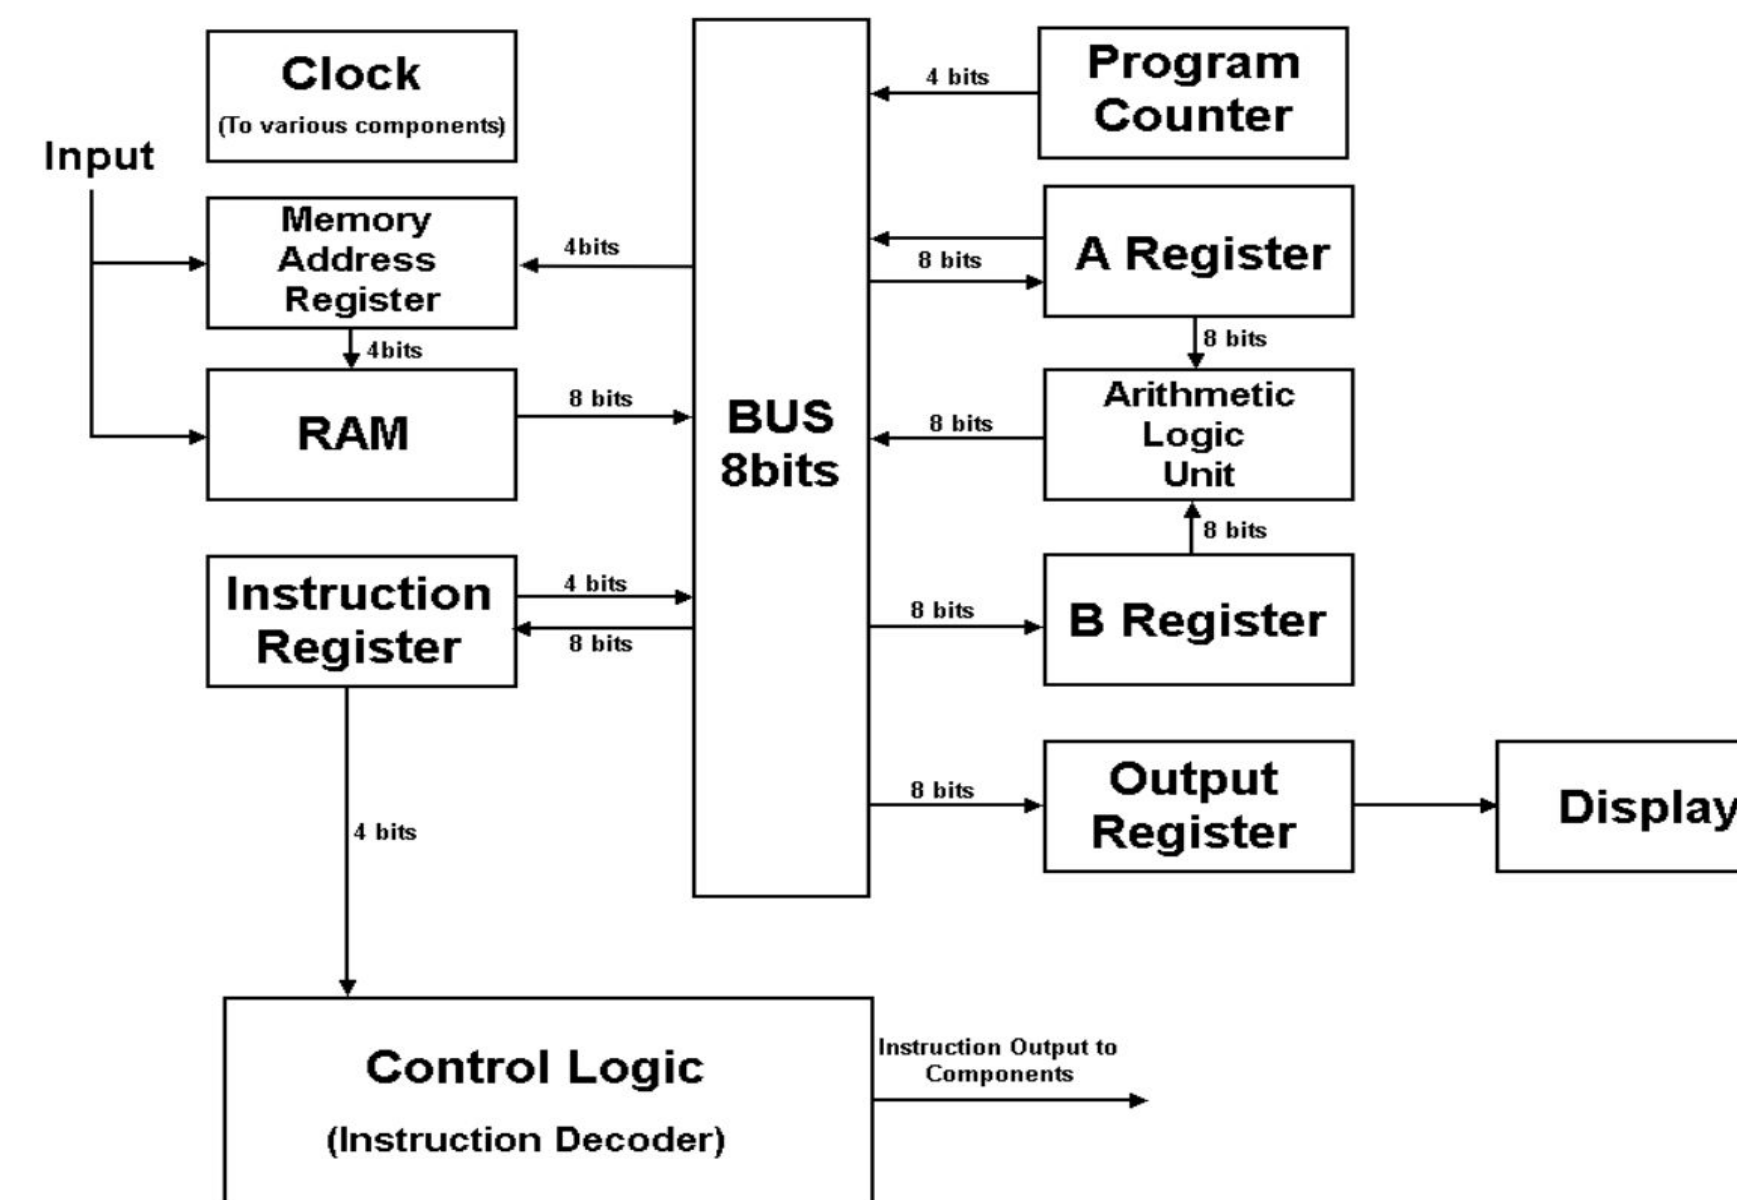 Clock
(To various components)
Input
Memory
Address
Register
4bits
4bits
RAM
8 bits
Instruction
Register
4 bits
8 bits
4 bits
BUS
8bits
4 bits
Program
Counter
8 bits
A Register
8 bits
8 bits
Arithmetic
Logic
Unit
8 bits
8 bits
B Register
8 bits
Output
Register
Display
Control Logic
(Instruction Decoder)
Instruction Output to
Components